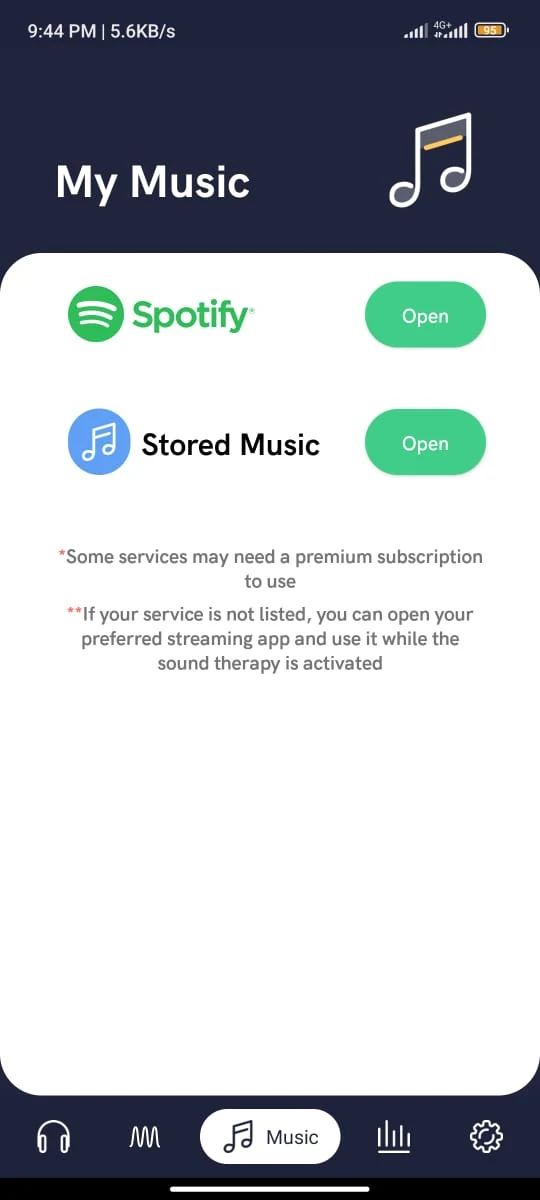 9:44 PM | 5.6KB/s
4G+
95
My Music
Spotify®
Open
Stored Music
Open
*Some services may need a premium subscription
to use
**If your service is not listed, you can open your
preferred streaming app and use it while the
sound therapy is activated
Music